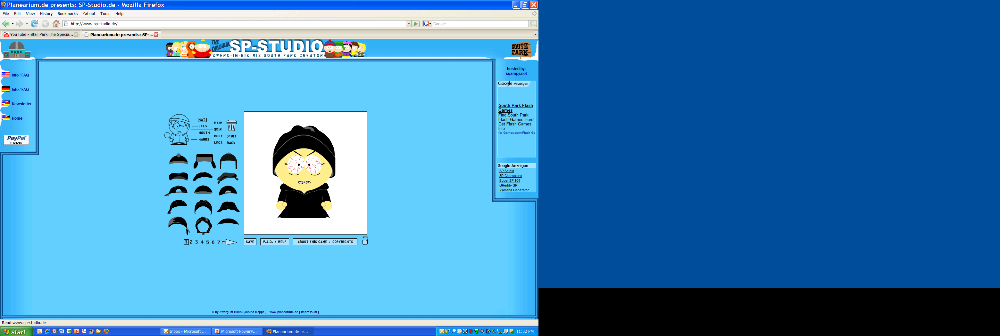 Planearium.de presents: SP-Studio.de - Mozilla Firefox
File Edit View History Bookmarks Yahoo! Tools Help
http://www.sp-studio.de/
G Google
YouTube - Star Park The Specia...
Planearium.de presents: SP-...
HOME
THE ORIGINAL SP-STUDIO
ZWERG-IM-BIKINIS SOUTH PARK CREATOR
SOUTH PARK
Info / FAQ
Info / FAQ
Newsletter
Home
PayPal
SPENDEN
HAT
HAIR
EYES
SKIN
MOUTH
BODY
STUFF
HANDS
LEGS
BACK
1 2 3 4 5 6 7
SAVE
F.A.Q. / HELP
ABOUT THIS GAME / COPYRIGHTS
hosted by:
sqampy.net
Google-Anzeigen
South Park Flash
Games
Find South Park
Flash Games Here!
Get Flash Games
Info
for-Games.com/Flash-Ga
Google-Anzeigen
SP Studio
3D Characters
Bobst SP 104
GReddy SP
Yamaha Generator
© by Zwerg-im-Bikini (Janina Köppel) - www.planearium.de [ Impressum ]
Read www.sp-studio.de
start
Inbox - Microsoft ...
Microsoft PowerP...
Planearium.de pr...
11:52 PM